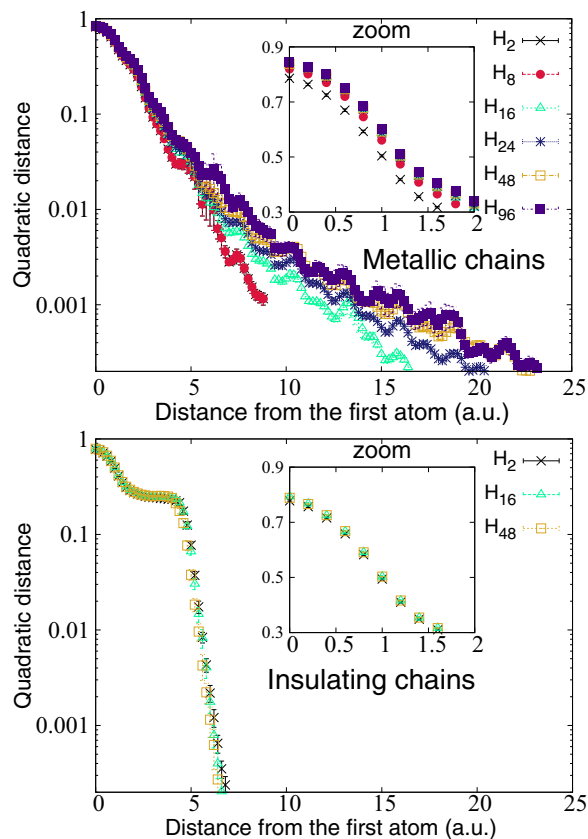 zoom
1
0.1
0.01
0.001
Quadratic distance
0.9
0.7
0.5
0.3
0 0.5 1.0 1.5 2
H2
H8
H16
H24
H48
H96
Metallic chains
0 5 10 15 20 25
Distance from the first atom (a.u.)
zoom
1
0.1
0.01
0.001
Quadratic distance
0.9
0.7
0.5
0.3
0 0.5 1 1.5 2
H2
H16
H48
Insulating chains
0 5 10 15 20 25
Distance from the first atom (a.u.)